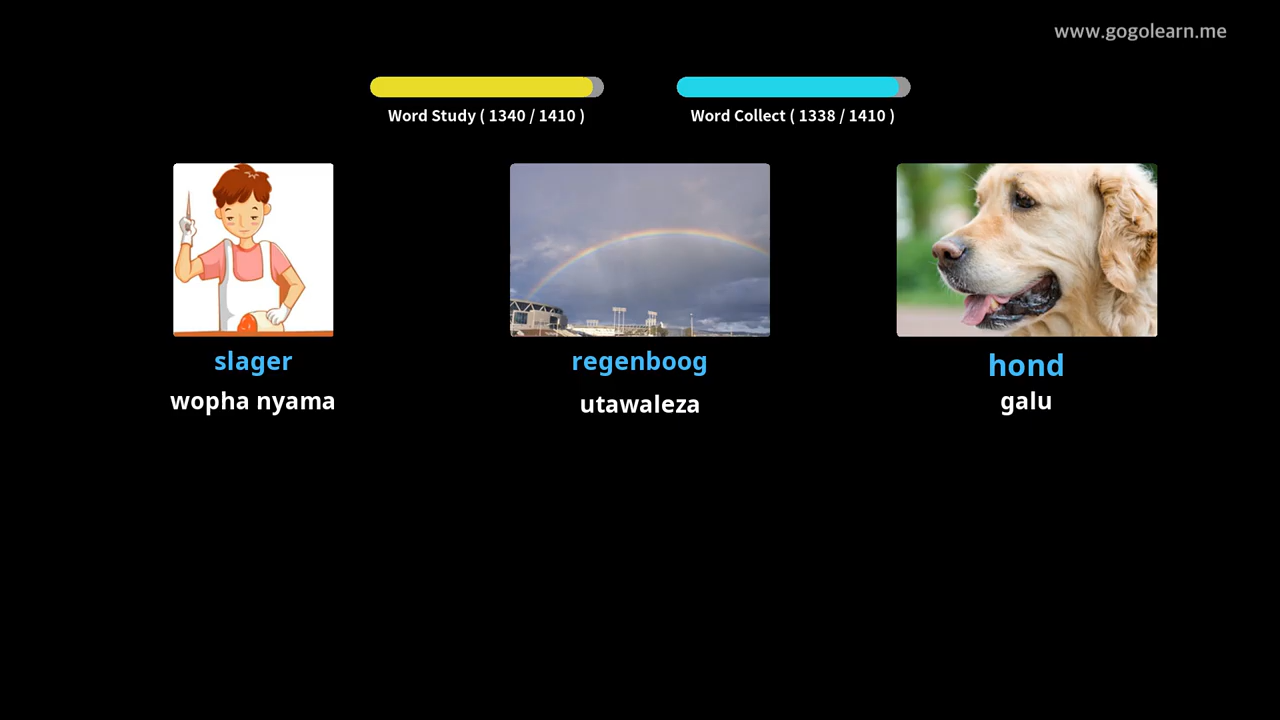 www.gogolearn.me
Word Study ( 1340 / 1410 )
Word Collect ( 1338 / 1410 )
slager
regenboog
hond
wopha nyama
utawaleza
galu